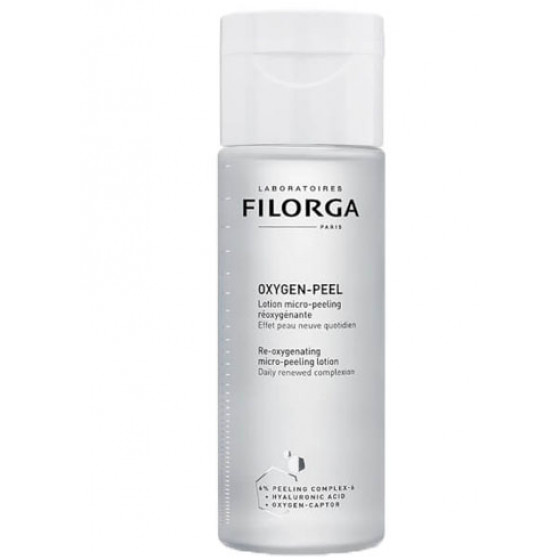 LABORATOIRES
FILORGA
PARIS
OXYGEN-PEEL
Lotion micro-peeling
réoxygénante
Effet peau neuve quotidien
Re-oxygenating
micro-peeling lotion
Daily renewed complexion
6% PEELING COMPLEX-6
+ HYALURONIC ACID
+ OXYGEN-CAPTOR